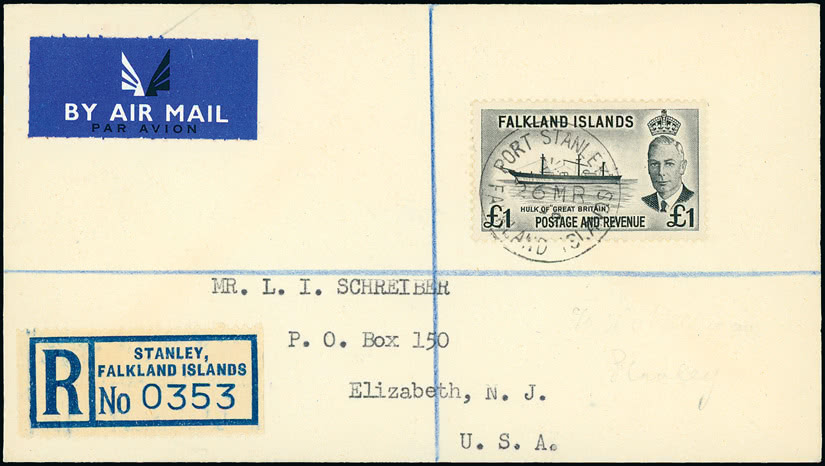 BY AIR MAIL
PAR AVION
FALKLAND ISLANDS
PORT STANLEY
26 MR
FALKLAND ISLANDS
HULK OF "GREAT BRITAIN"
£1 POSTAGE AND REVENUE £1
MR. L. I. SCHREIBER
P. O. Box 150
Elizabeth, N. J.
U. S. A.
R
STANLEY,
FALKLAND ISLANDS
No 0353